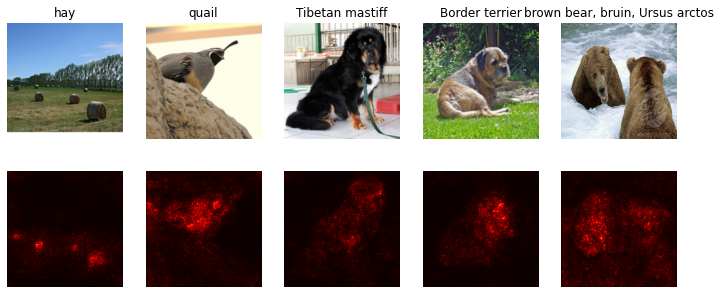 hay
quail
Tibetan mastiff
Border terrier
brown bear, bruin, Ursus arctos